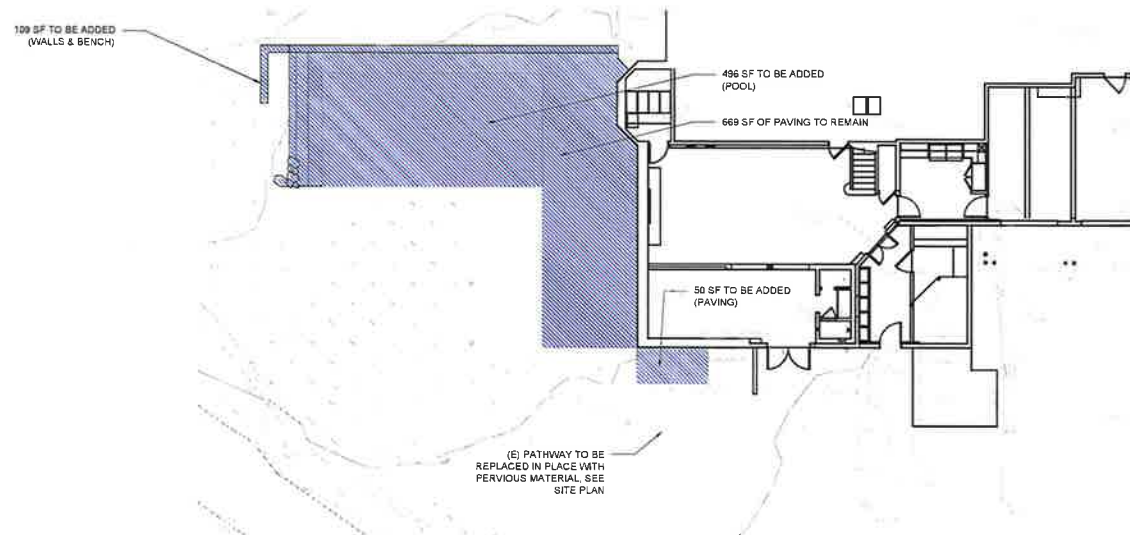 109 SF TO BE ADDED
(WALLS & BENCH)
496 SF TO BE ADDED
(POOL)
669 SF OF PAVING TO REMAIN
50 SF TO BE ADDED
(PAVING)
(E) PATHWAY TO BE
REPLACED IN PLACE WITH
PERVIOUS MATERIAL, SEE
SITE PLAN